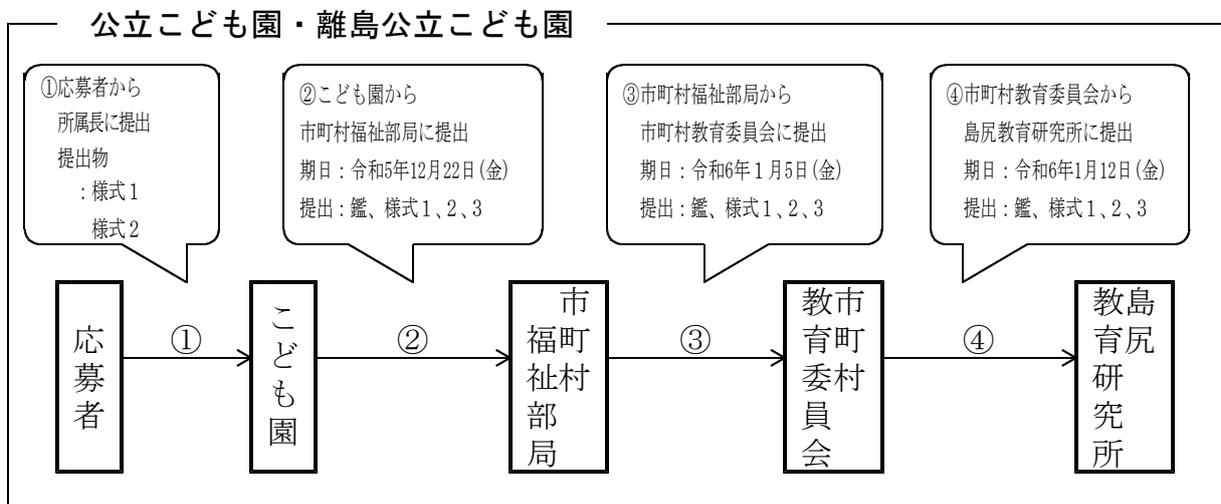 公立こども園・離島公立こども園
①応募者から
所属長に提出
提出物
:様式1
様式2
②こども園から
市町村福祉部局に提出
期日:令和5年12月22日(金)
提出:鑑、様式1、2、3
③市町村福祉部局から
市町村教育委員会に提出
期日:令和6年1月5日(金)
提出:鑑、様式1、2、3
④市町村教育委員会から
島尻教育研究所に提出
期日:令和6年1月12日(金)
提出:鑑、様式1、2、3
応募者
①
こども園
②
市町村
福祉部局
③
市町村
教育委員会
④
島尻
教育研究所